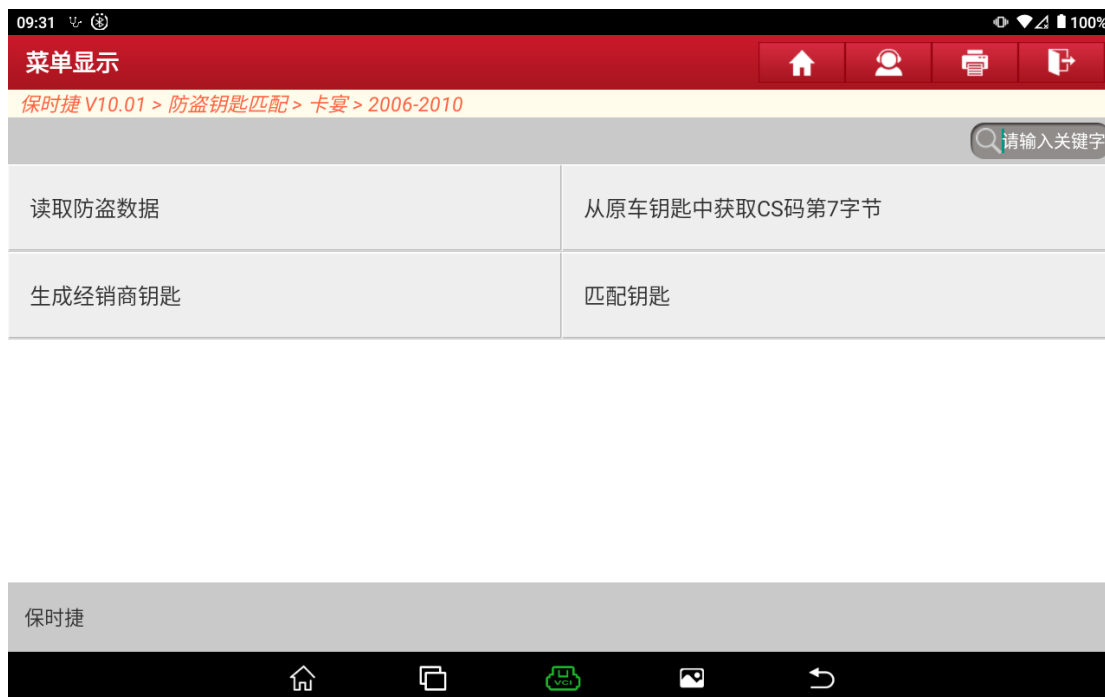 09:31
100%
菜单显示
保时捷 V10.01 > 防盗钥匙匹配 > 卡宴 > 2006-2010
请输入关键字
读取防盗数据
从原车钥匙中获取CS码第7字节
生成经销商钥匙
匹配钥匙
保时捷
VCI